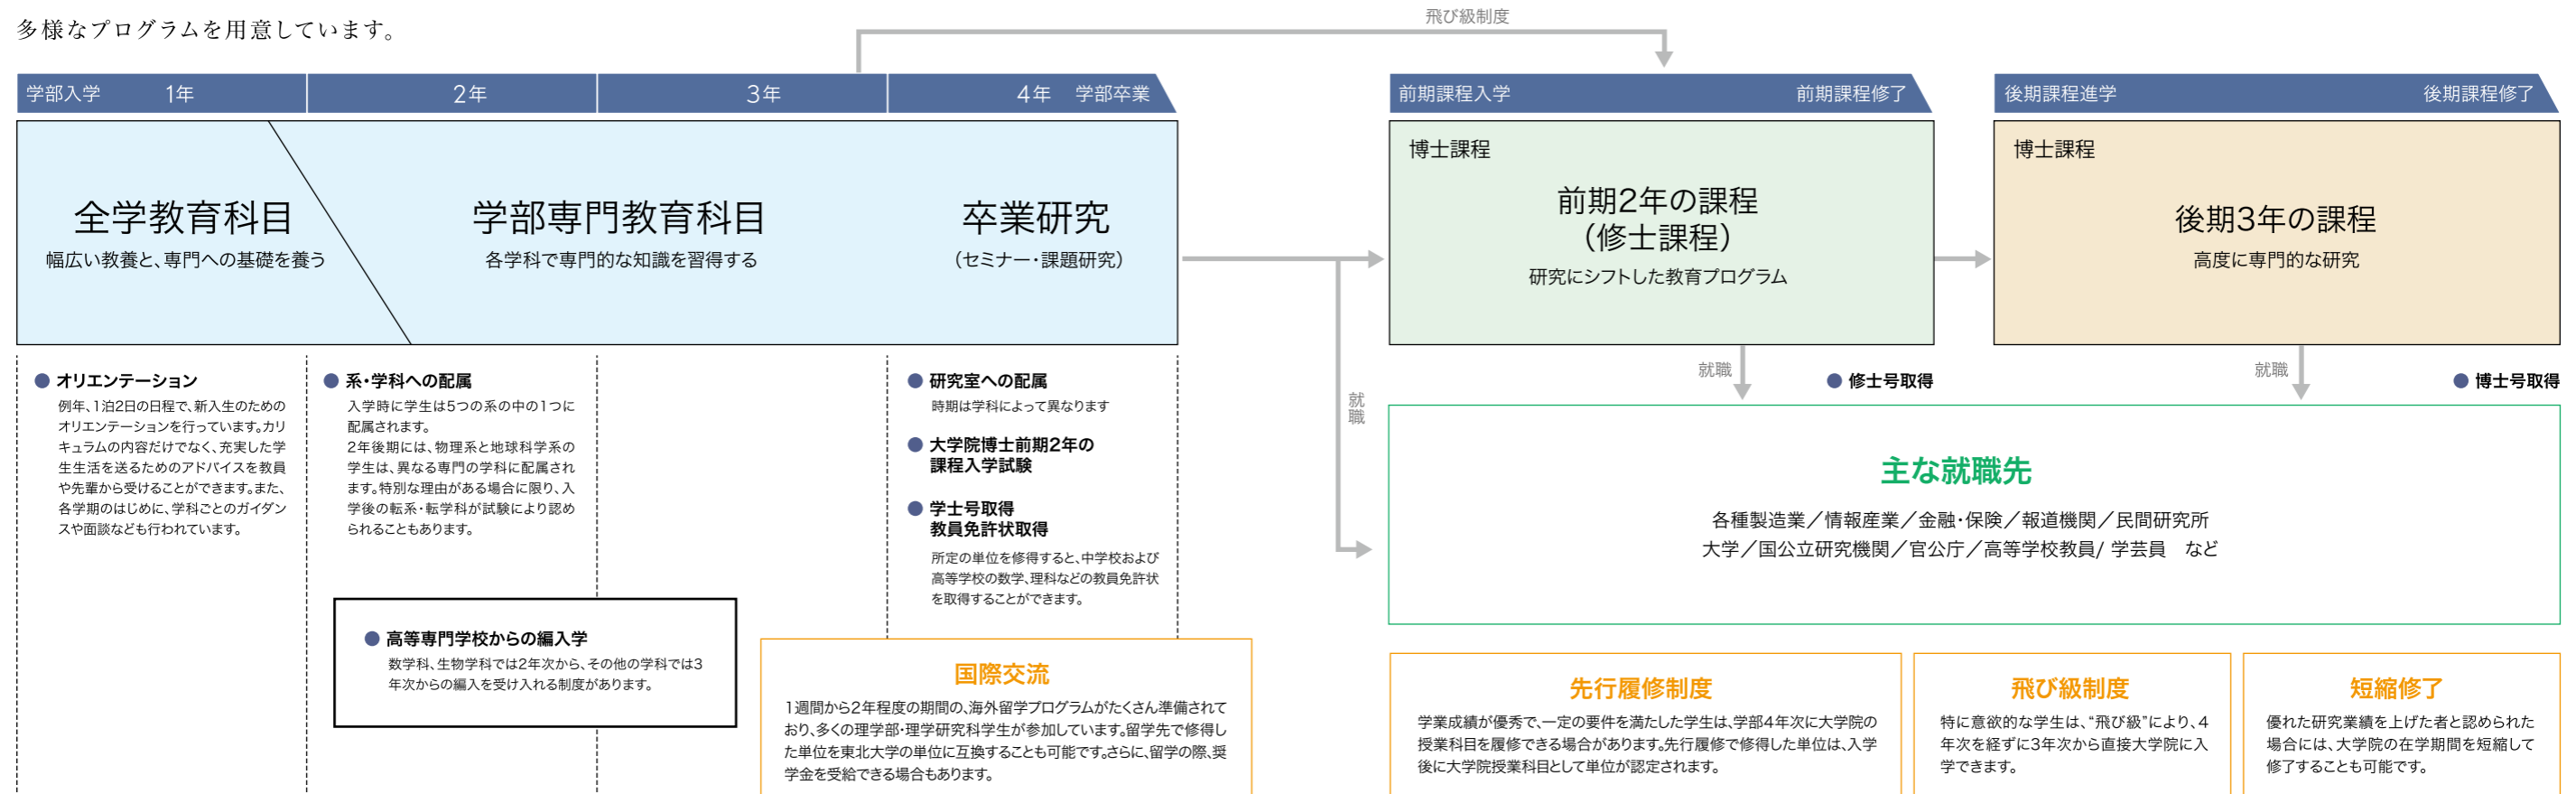 多様なプログラムを用意しています。
飛び級制度
学部入学 1年 2年 3年 4年 学部卒業
前期課程入学 前期課程修了
後期課程進学 後期課程修了
全学教育科目
幅広い教養と、専門への基礎を養う
学部専門教育科目
各学科で専門的な知識を習得する
卒業研究
（セミナー・課題研究）
博士課程
前期2年の課程
（修士課程）
研究にシフトした教育プログラム
博士課程
後期3年の課程
高度に専門的な研究
● オリエンテーション
例年、1泊2日の日程で、新入生のための
オリエンテーションを行っています。カリ
キュラムの内容だけでなく、充実した学
生生活を送るためのアドバイスを教員
や先輩から受けることができます。また、
各学期のはじめに、学科ごとのガイダン
スや面談なども行われています。
● 系・学科への配属
入学時に学生は5つの系の中の1つに
配属されます。
2年後期には、物理系と地球科学系の
学生は、異なる専門の学科に配属され
ます。特別な理由がある場合に限り、入
学後の転系・転学科が試験により認め
られることもあります。
● 高等専門学校からの編入学
数学科、生物学科では2年次から、その他の学科では3
年次からの編入を受け入れる制度があります。
● 研究室への配属
時期は学科によって異なります
● 大学院博士前期2年の
課程入学試験
● 学士号取得
教員免許状取得
所定の単位を修得すると、中学校および
高等学校の数学、理科などの教員免許状
を取得することができます。
国際交流
1週間から2年程度の期間の、海外留学プログラムがたくさん準備されて
おり、多くの理学部・理学研究科学生が参加しています。留学先で修得し
た単位を東北大学の単位に互換することも可能です。さらに、留学の際、奨
学金を受給できる場合もあります。
就職
就職
● 修士号取得
就職
● 博士号取得
主な就職先
各種製造業／情報産業／金融・保険／報道機関／民間研究所
大学／国公立研究機関／官公庁／高等学校教員/ 学芸員 など
先行履修制度
学業成績が優秀で、一定の要件を満たした学生は、学部4年次に大学院の
授業科目を履修できる場合があります。先行履修で修得した単位は、入学
後に大学院授業科目として単位が認定されます。
飛び級制度
特に意欲的な学生は、“飛び級”により、4
年次を経ずに3年次から直接大学院に入
学できます。
短縮修了
優れた研究業績を上げた者と認められた
場合には、大学院の在学期間を短縮して
修了することも可能です。